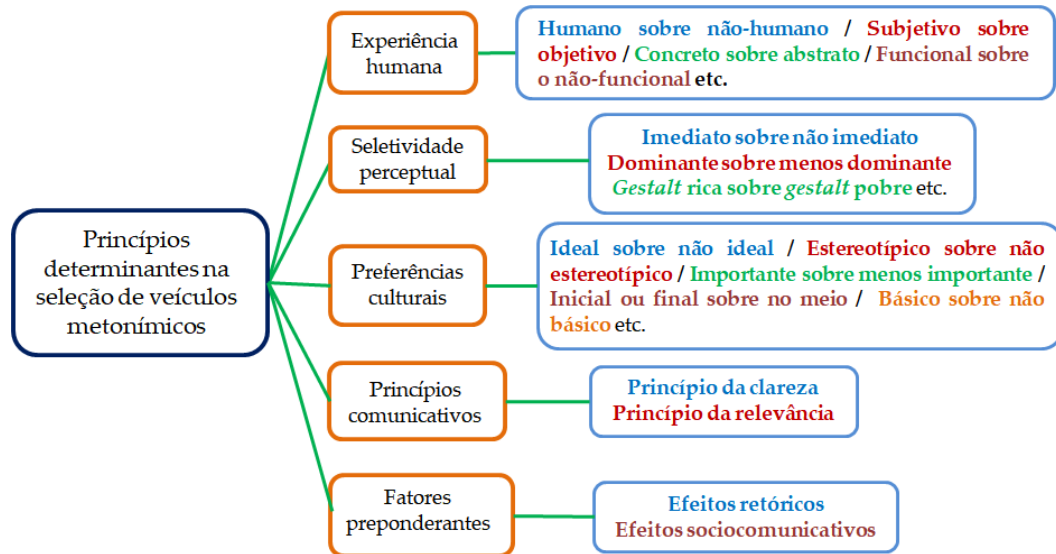 Princípios
determinantes na
seleção de veículos
metonímicos
Experiência
humana
Humano sobre não-humano / Subjetivo sobre
objetivo / Concreto sobre abstrato / Funcional sobre
o não-funcional etc.
Seletividade
perceptual
Imediato sobre não imediato
Dominante sobre menos dominante
Gestalt rica sobre gestalt pobre etc.
Preferências
culturais
Ideal sobre não ideal / Estereotípico sobre não
estereotípico / Importante sobre menos importante /
Inicial ou final sobre no meio / Básico sobre não
básico etc.
Princípios
comunicativos
Princípio da clareza
Princípio da relevância
Fatores
preponderantes
Efeitos retóricos
Efeitos sociocomunicativos